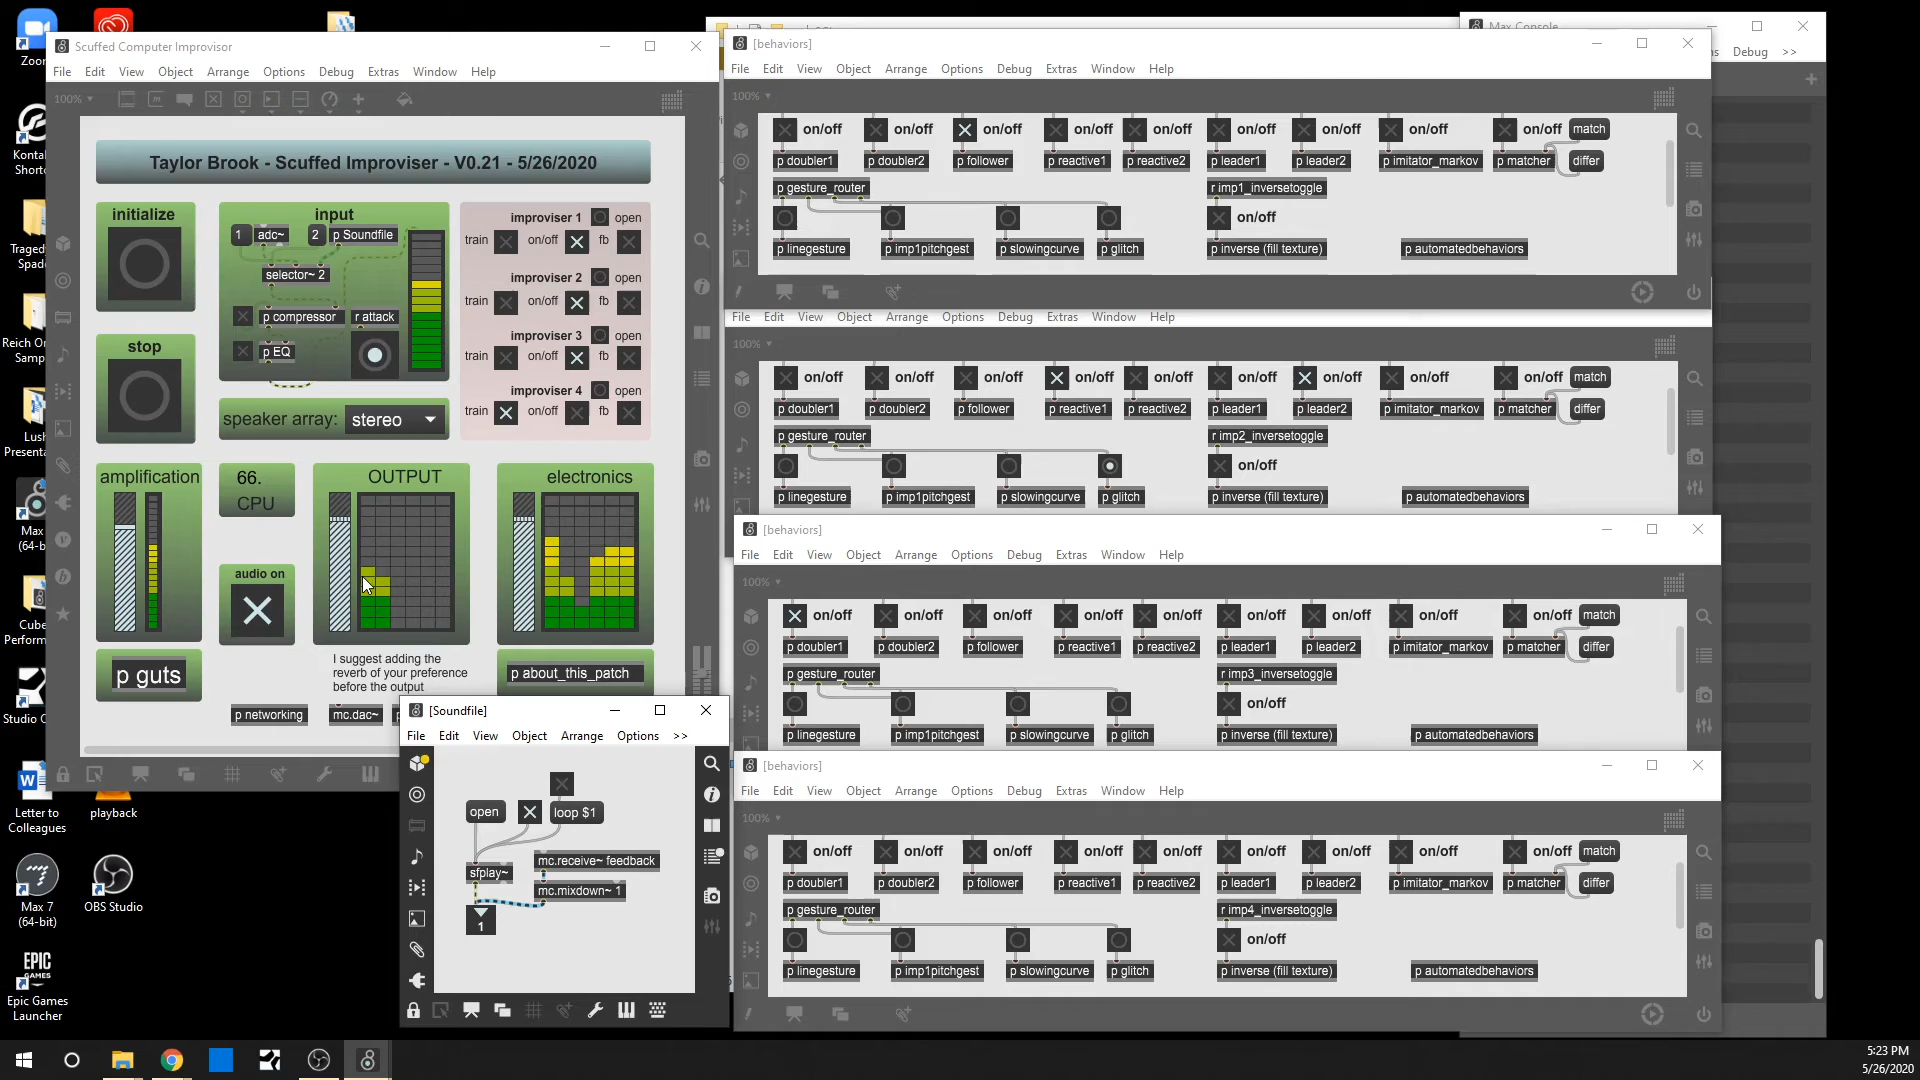 Zoor
Konta
Shortc
Traged
Spade
Reich On
Samp
Lush
Presenta
Max
(64-b
Cube
Perform
Studio O
Letter to
Colleagues
playback
Max 7
(64-bit)
OBS Studio
Epic Games
Launcher
EPIC
GAMES
Scuffed Computer Improvisor
File Edit View Object Arrange Options Debug Extras Window Help
100%
Taylor Brook - Scuffed Improviser - V0.21 - 5/26/2020
initialize
stop
input
1 adc~ 2 p Soundfile
selector~ 2
p compressor r attack
p EQ
speaker array: stereo
improviser 1 open
train on/off fb
improviser 2 open
train on/off fb
improviser 3 open
train on/off fb
improviser 4 open
train on/off fb
amplification
66.
CPU
audio on
OUTPUT
electronics
p guts
I suggest adding the
reverb of your preference
before the output
p about_this_patch
p networking mc.dac~
[Soundfile]
File Edit View Object Arrange Options >>
open loop $1
mc.receive~ feedback
sfplay~
mc.mixdown~ 1
1
Max Console
Debug >>
[behaviors]
File Edit View Object Arrange Options Debug Extras Window Help
100%
on/off on/off on/off on/off on/off on/off on/off on/off on/off match
p doubler1 p doubler2 p follower p reactive1 p reactive2 p leader1 p leader2 p imitator_markov p matcher differ
p gesture_router r imp1_inversetoggle
on/off
p linegesture p imp1pitchgest p slowingcurve p glitch p inverse (fill texture) p automatedbehaviors
File Edit View Object Arrange Options Debug Extras Window Help
100%
on/off on/off on/off on/off on/off on/off on/off on/off on/off match
p doubler1 p doubler2 p follower p reactive1 p reactive2 p leader1 p leader2 p imitator_markov p matcher differ
p gesture_router r imp2_inversetoggle
on/off
p linegesture p imp1pitchgest p slowingcurve p glitch p inverse (fill texture) p automatedbehaviors
[behaviors]
File Edit View Object Arrange Options Debug Extras Window Help
100%
on/off on/off on/off on/off on/off on/off on/off on/off on/off match
p doubler1 p doubler2 p follower p reactive1 p reactive2 p leader1 p leader2 p imitator_markov p matcher differ
p gesture_router r imp3_inversetoggle
on/off
p linegesture p imp1pitchgest p slowingcurve p glitch p inverse (fill texture) p automatedbehaviors
[behaviors]
File Edit View Object Arrange Options Debug Extras Window Help
100%
on/off on/off on/off on/off on/off on/off on/off on/off on/off match
p doubler1 p doubler2 p follower p reactive1 p reactive2 p leader1 p leader2 p imitator_markov p matcher differ
p gesture_router r imp4_inversetoggle
on/off
p linegesture p imp1pitchgest p slowingcurve p glitch p inverse (fill texture) p automatedbehaviors
5:23 PM
5/26/2020